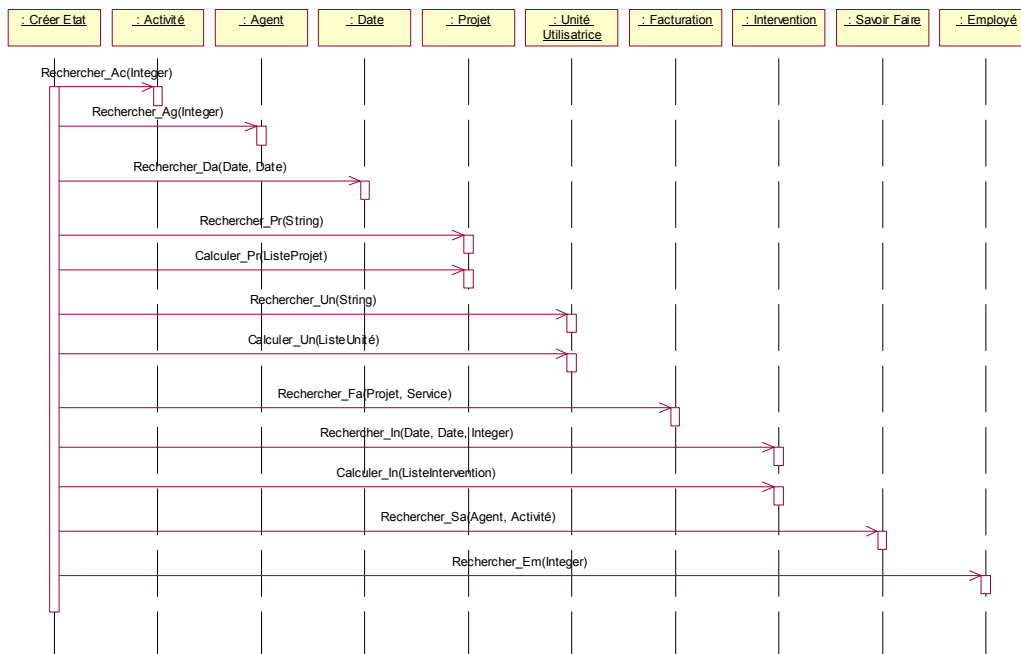 : Créer Etat
: Activité
: Agent
: Date
: Projet
: Unité
Utilisatrice
: Facturation
: Intervention
: Savoir Faire
: Employé
Rechercher_Ac(Integer)
Rechercher_Ag(Integer)
Rechercher_Da(Date, Date)
Rechercher_Pr(String)
Calculer_Pr(ListeProjet)
Rechercher_Un(String)
Calculer_Un(ListeUnité)
Rechercher_Fa(Projet, Service)
Rechercher_In(Date, Date, Integer)
Calculer_In(ListeIntervention)
Rechercher_Sa(Agent, Activité)
Rechercher_Em(Integer)